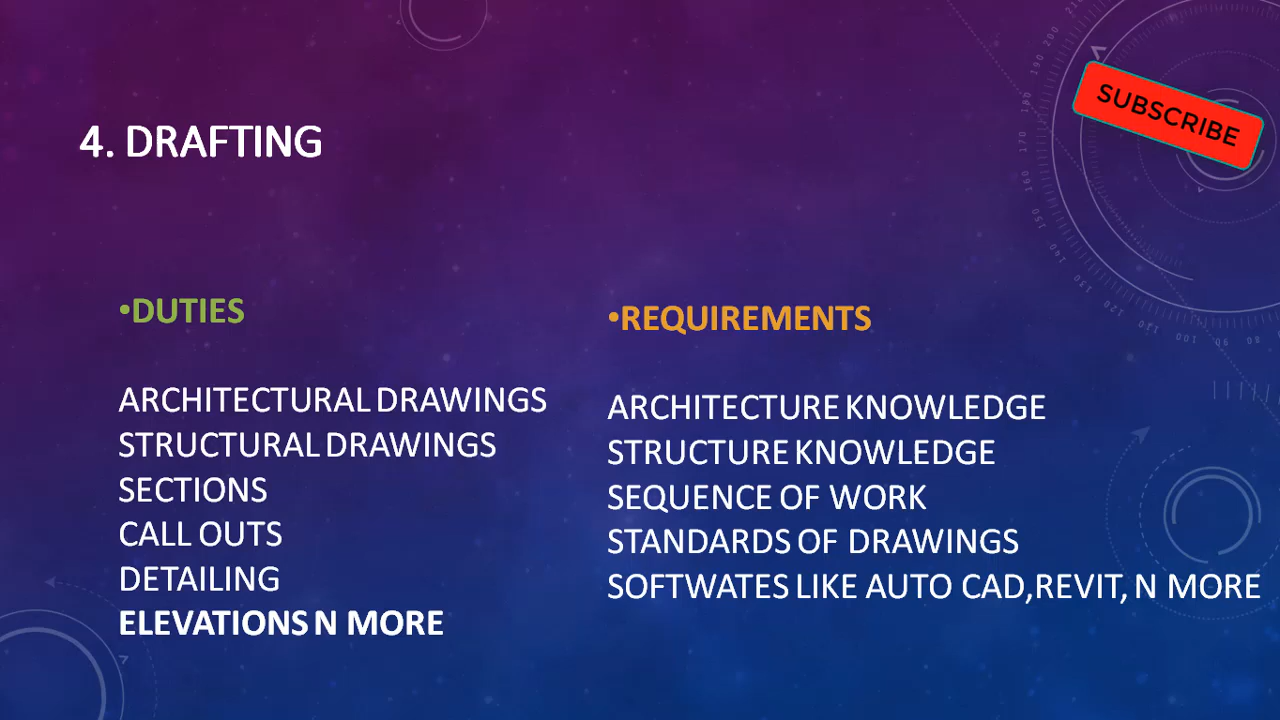 SUBSCRIBE
4. DRAFTING
•DUTIES
ARCHITECTURAL DRAWINGS
STRUCTURAL DRAWINGS
SECTIONS
CALL OUTS
DETAILING
ELEVATIONS N MORE
•REQUIREMENTS
ARCHITECTURE KNOWLEDGE
STRUCTURE KNOWLEDGE
SEQUENCE OF WORK
STANDARDS OF DRAWINGS
SOFTWATES LIKE AUTO CAD,REVIT, N MORE